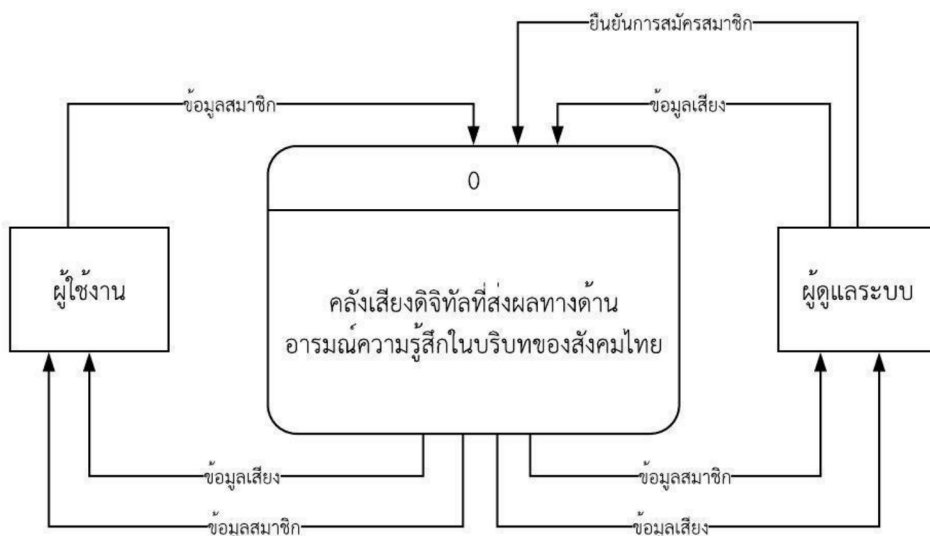 ยืนยันการสมัครสมาชิก
ข้อมูลสมาชิก
ข้อมูลเสียง
0
ผู้ใช้งาน
คลังเสียงดิจิทัลที่ส่งผลทางด้าน
อารมณ์ความรู้สึกในบริบทของสังคมไทย
ผู้ดูแลระบบ
ข้อมูลเสียง
ข้อมูลสมาชิก
ข้อมูลสมาชิก
ข้อมูลเสียง